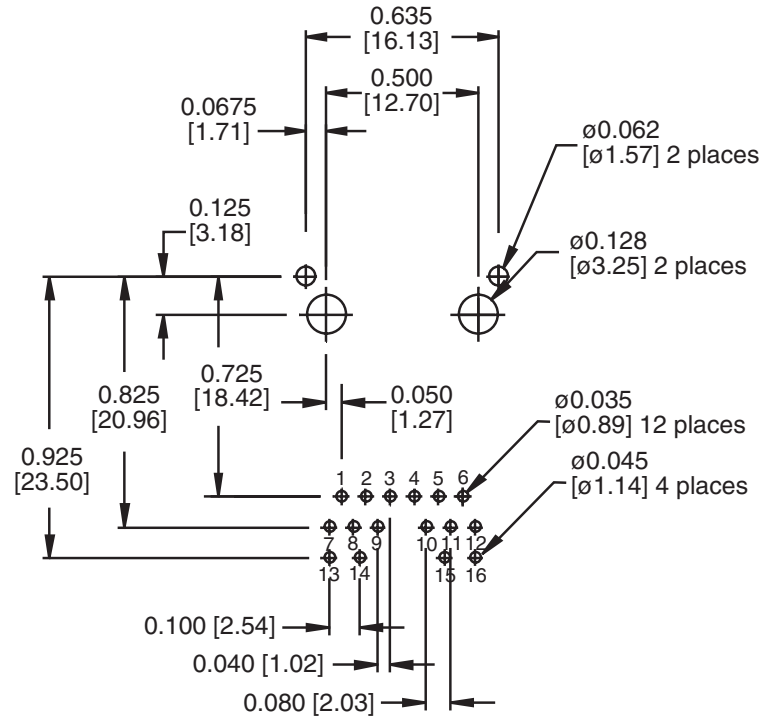 0.635
[16.13]
0.500
[12.70]
0.0675
[1.71]
ø0.062
[ø1.57] 2 places
0.125
[3.18]
ø0.128
[ø3.25] 2 places
0.725
[18.42]
0.050
[1.27]
0.825
[20.96]
ø0.035
[ø0.89] 12 places
0.925
[23.50]
ø0.045
[ø1.14] 4 places
1 2 3 4 5 6
7 8 9 10 11 12
13 14 15 16
0.100 [2.54]
0.040 [1.02]
0.080 [2.03]